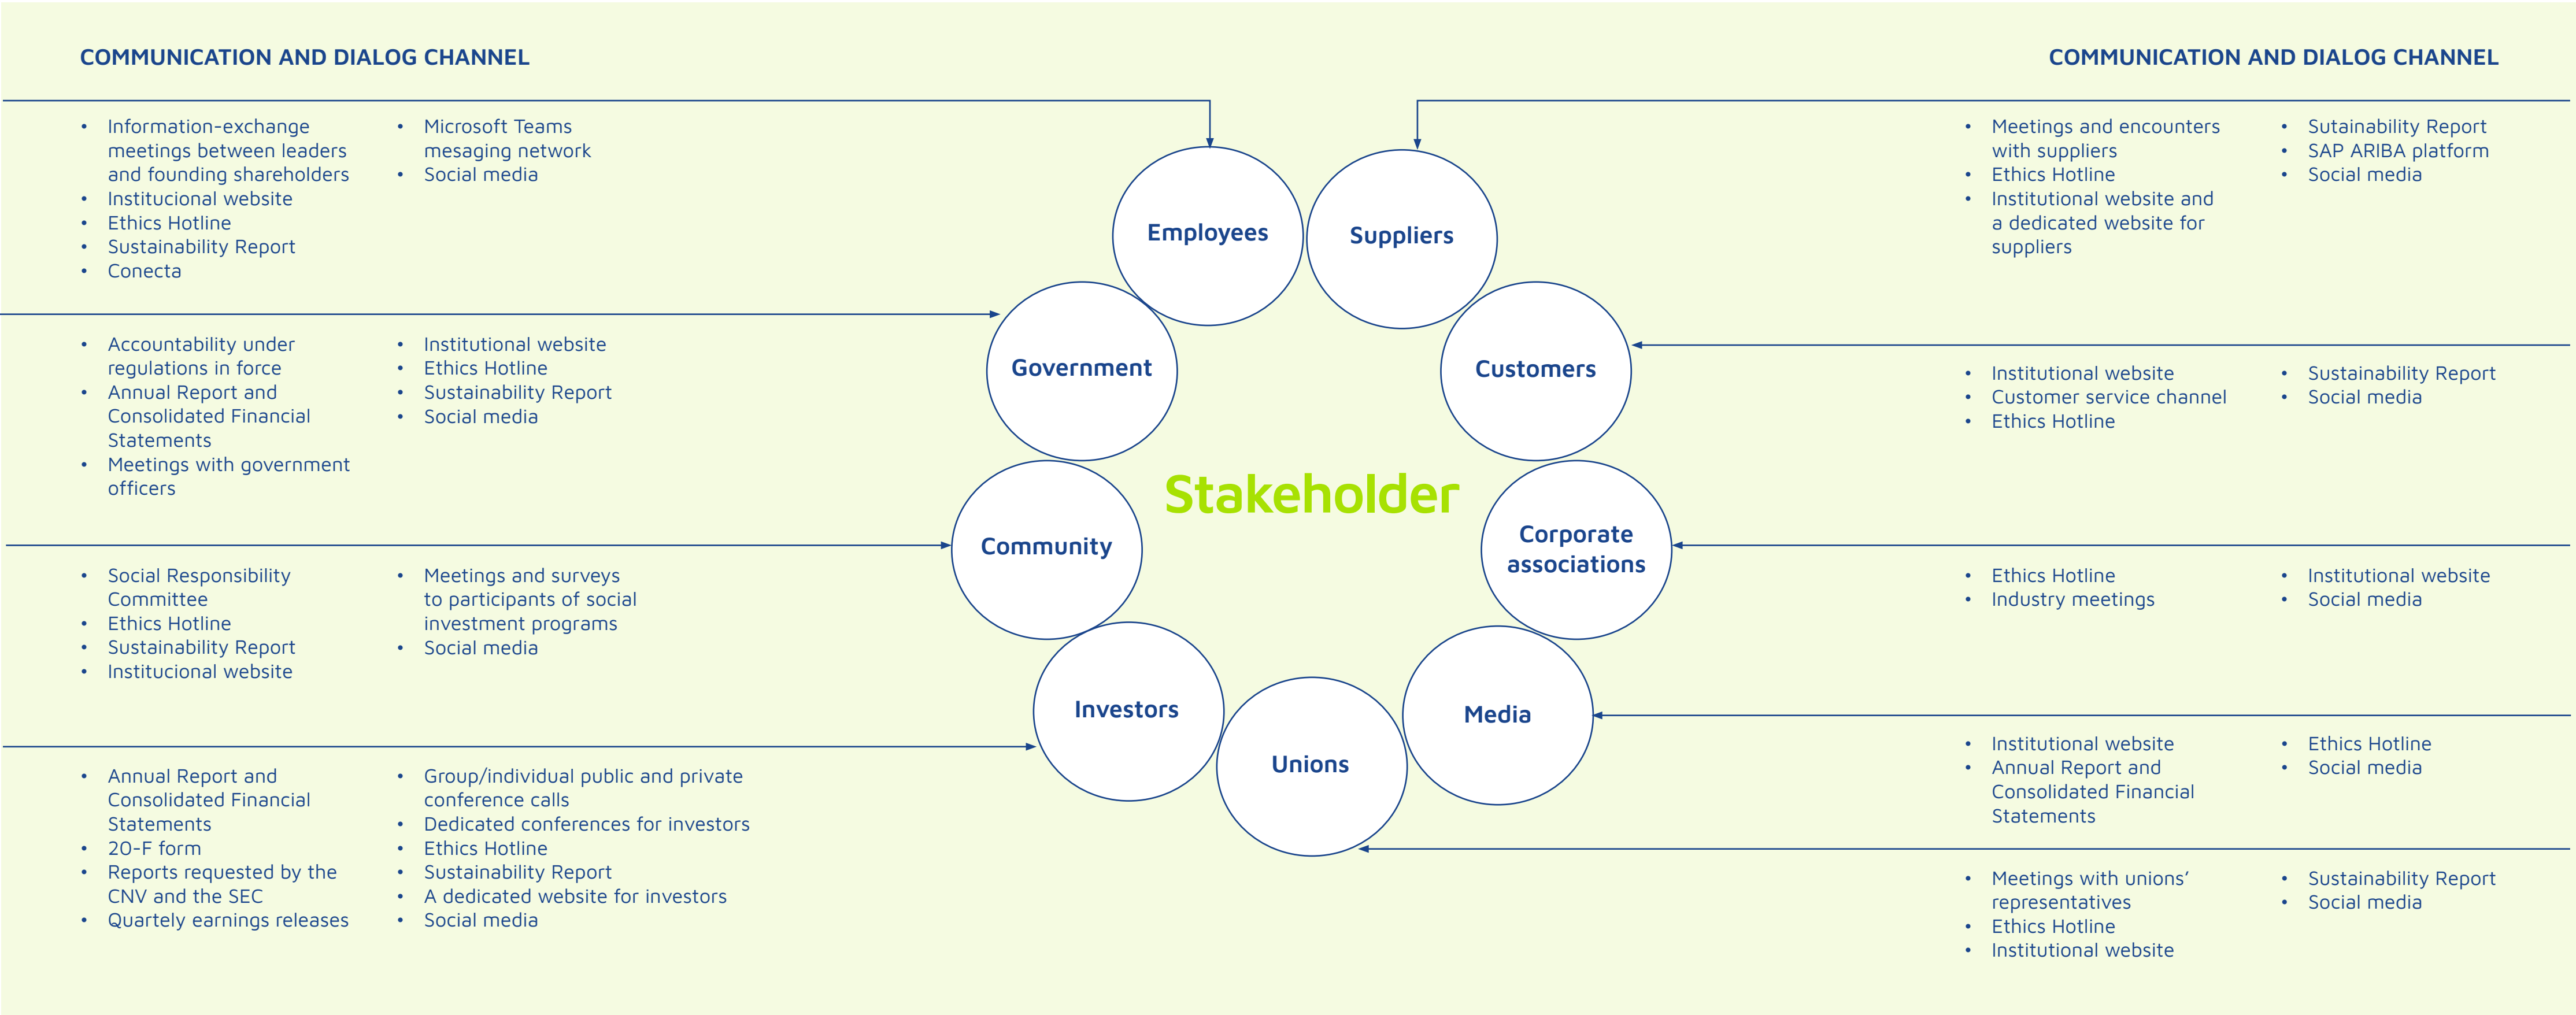 COMMUNICATION AND DIALOG CHANNEL
• Information-exchange
meetings between leaders
and founding shareholders
• Institucional website
• Ethics Hotline
• Sustainability Report
• Conecta
• Microsoft Teams
mesaging network
• Social media
• Accountability under
regulations in force
• Annual Report and
Consolidated Financial
Statements
• Meetings with government
officers
• Institutional website
• Ethics Hotline
• Sustainability Report
• Social media
• Social Responsibility
Committee
• Ethics Hotline
• Sustainability Report
• Institucional website
• Meetings and surveys
to participants of social
investment programs
• Social media
• Annual Report and
Consolidated Financial
Statements
• 20-F form
• Reports requested by the
CNV and the SEC
• Quartely earnings releases
• Group/individual public and private
conference calls
• Dedicated conferences for investors
• Ethics Hotline
• Sustainability Report
• A dedicated website for investors
• Social media
Employees
Suppliers
Government
Customers
Stakeholder
Community
Corporate
associations
Investors
Media
Unions
COMMUNICATION AND DIALOG CHANNEL
• Meetings and encounters
with suppliers
• Ethics Hotline
• Institutional website and
a dedicated website for
suppliers
• Sutainability Report
• SAP ARIBA platform
• Social media
• Institutional website
• Customer service channel
• Ethics Hotline
• Sustainability Report
• Social media
• Ethics Hotline
• Industry meetings
• Institutional website
• Social media
• Institutional website
• Annual Report and
Consolidated Financial
Statements
• Ethics Hotline
• Social media
• Meetings with unions’
representatives
• Ethics Hotline
• Institutional website
• Sustainability Report
• Social media